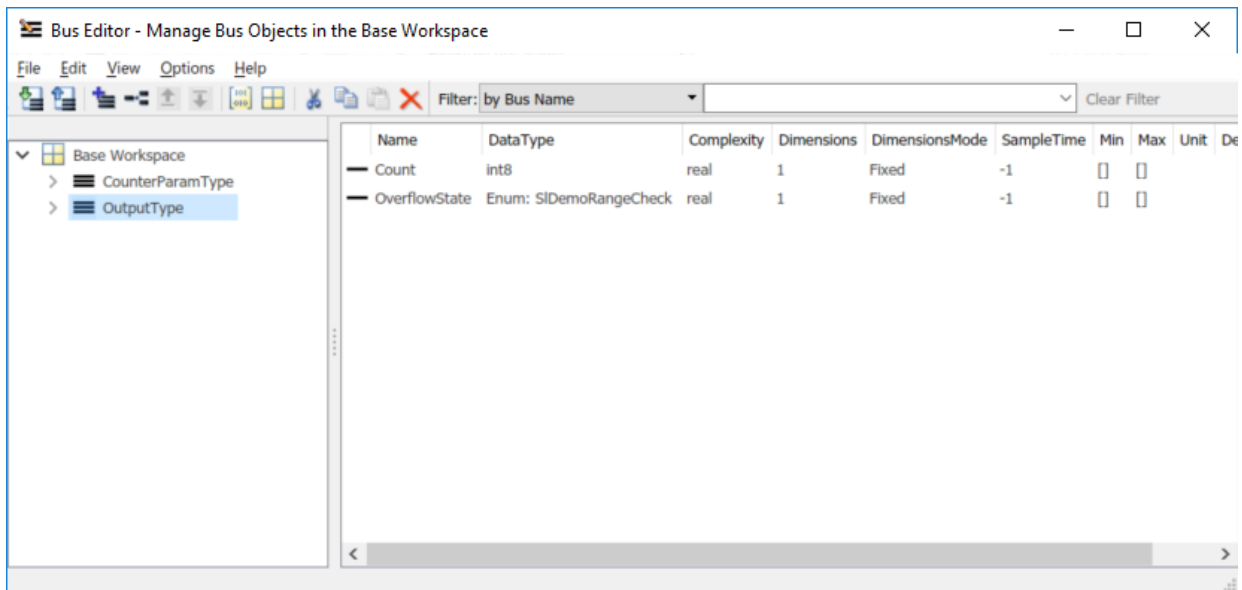 Bus Editor - Manage Bus Objects in the Base Workspace
File Edit View Options Help
Filter: by Bus Name Clear Filter
Base Workspace
CounterParamType
OutputType
Name DataType Complexity Dimensions DimensionsMode SampleTime Min Max Unit De
Count int8 real 1 Fixed -1 [] []
OverflowState Enum: SlDemoRangeCheck real 1 Fixed -1 [] []